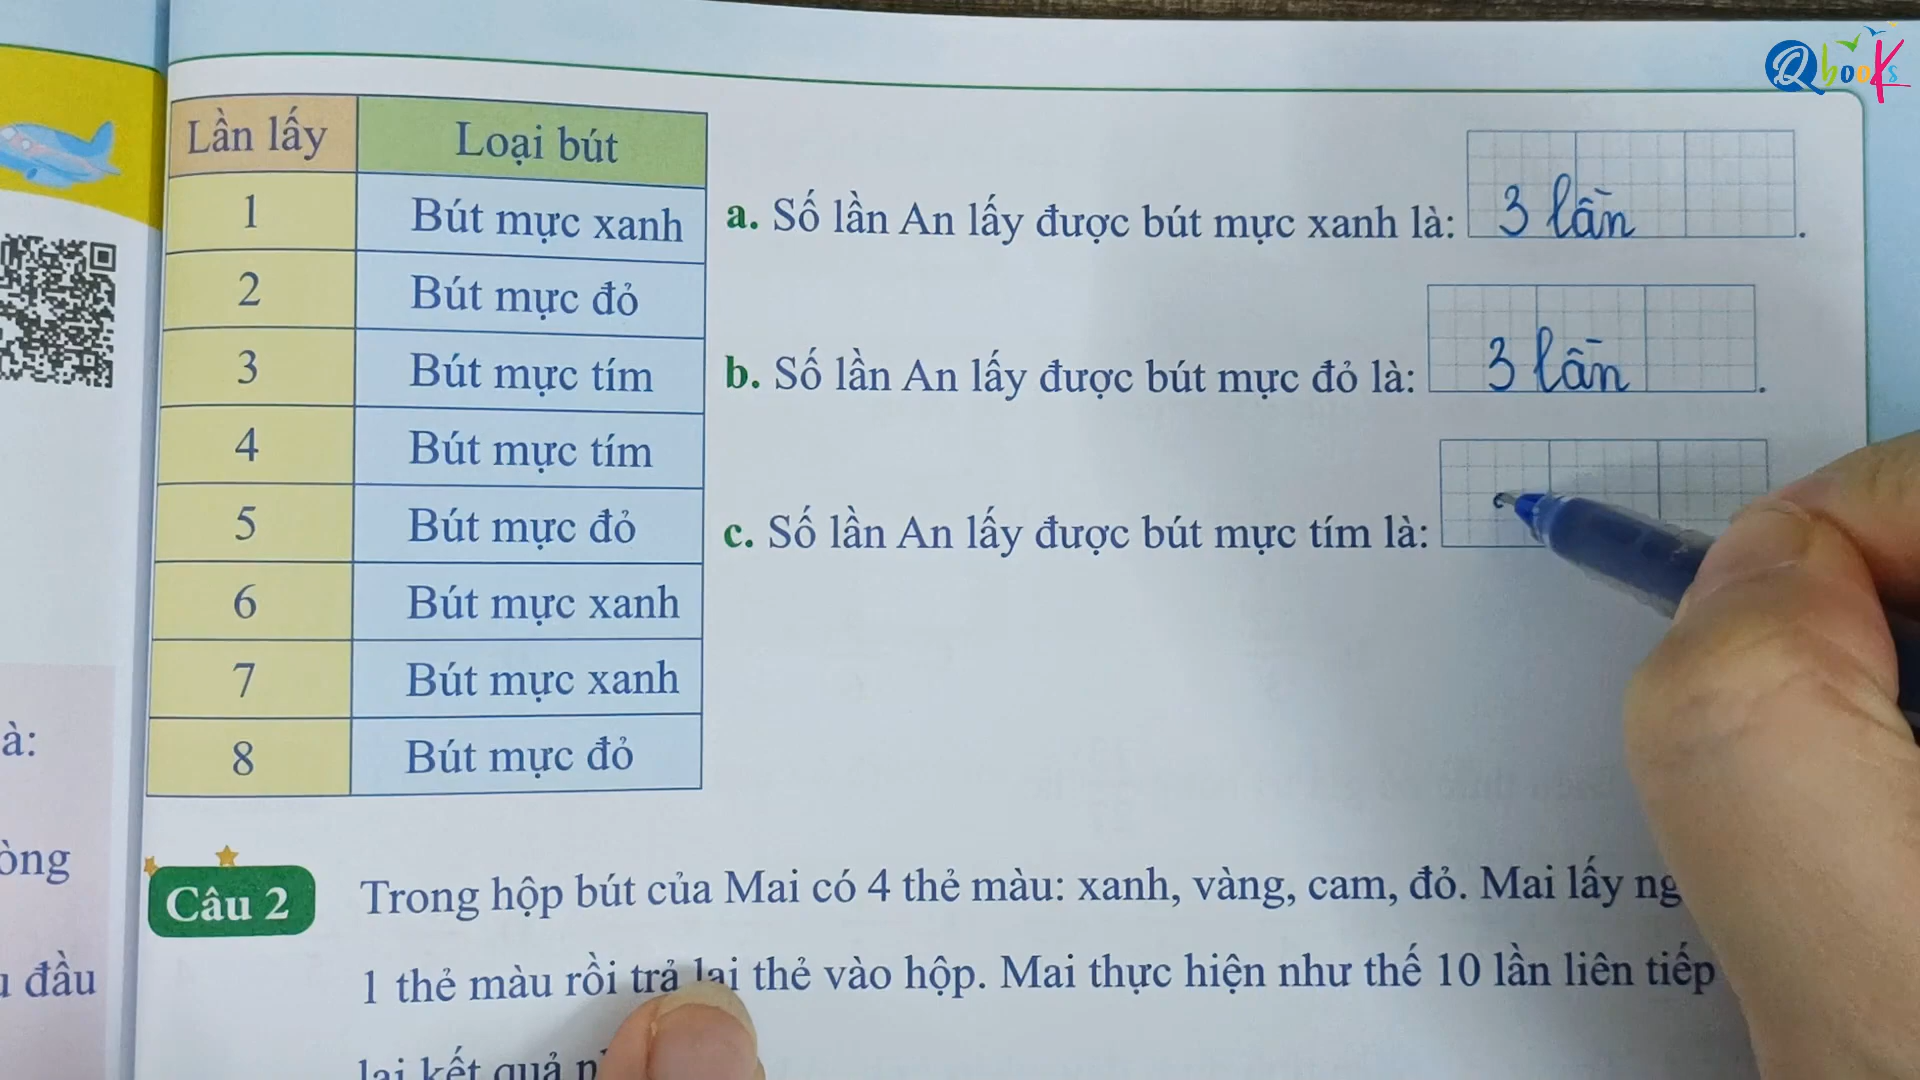 Qbooks
Lần lấy Loại bút
1 Bút mực xanh
2 Bút mực đỏ
3 Bút mực tím
4 Bút mực tím
5 Bút mực đỏ
6 Bút mực xanh
7 Bút mực xanh
8 Bút mực đỏ
a. Số lần An lấy được bút mực xanh là: 3 lần.
b. Số lần An lấy được bút mực đỏ là: 3 lần.
c. Số lần An lấy được bút mực tím là:
à:
òng
đầu
Câu 2 Trong hộp bút của Mai có 4 thẻ màu: xanh, vàng, cam, đỏ. Mai lấy ng
1 thẻ màu rồi trả lại thẻ vào hộp. Mai thực hiện như thế 10 lần liên tiếp
lại kết quả